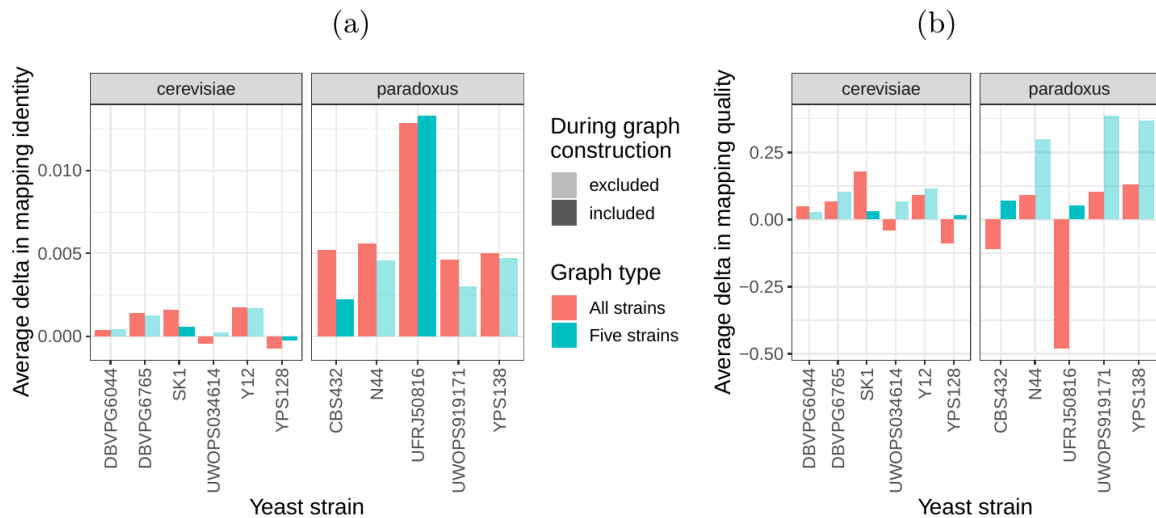 (a)
Average delta in mapping identity
cerevisiae
paradoxus
0.010
0.005
0.000
DBVPG6044
DBVPG6765
SK1
UWOPS034614
Y12
YPS128
CBS432
N44
UFRJ50816
UWOPS919171
YPS138
Yeast strain
During graph
construction
excluded
included
Graph type
All strains
Five strains
(b)
Average delta in mapping quality
cerevisiae
paradoxus
0.25
0.00
−0.25
−0.50
DBVPG6044
DBVPG6765
SK1
UWOPS034614
Y12
YPS128
CBS432
N44
UFRJ50816
UWOPS919171
YPS138
Yeast strain